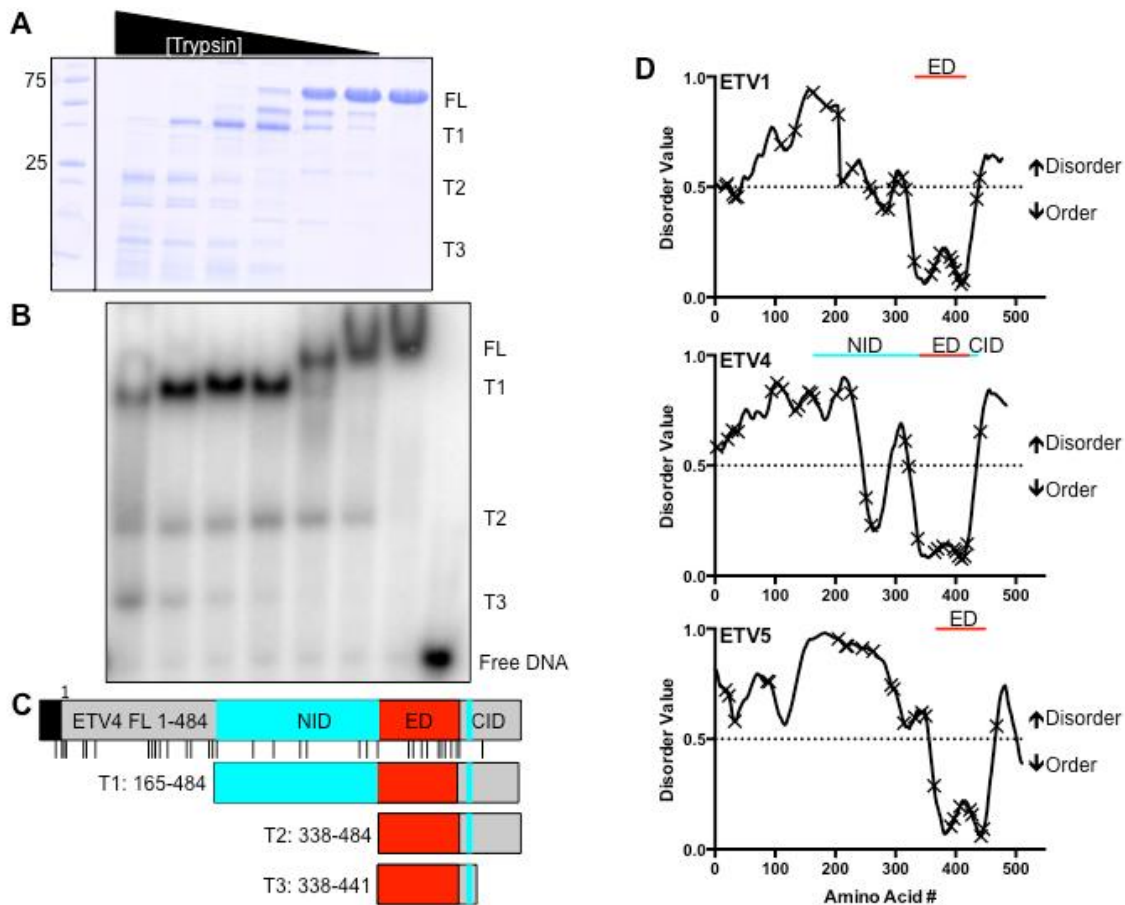 A
[Trypsin]
75
25
FL
T1
T2
T3
B
FL
T1
T2
T3
Free DNA
C
1
ETV4 FL 1-484
NID
ED
CID
T1: 165-484
T2: 338-484
T3: 338-441
D
ETV1
ED
1.0
0.5
0.0
Disorder Value
↑Disorder
↓Order
0 100 200 300 400 500
ETV4
NID ED CID
1.0
0.5
0.0
Disorder Value
↑Disorder
↓Order
0 100 200 300 400 500
ETV5
ED
1.0
0.5
0.0
Disorder Value
↑Disorder
↓Order
0 100 200 300 400 500
Amino Acid #